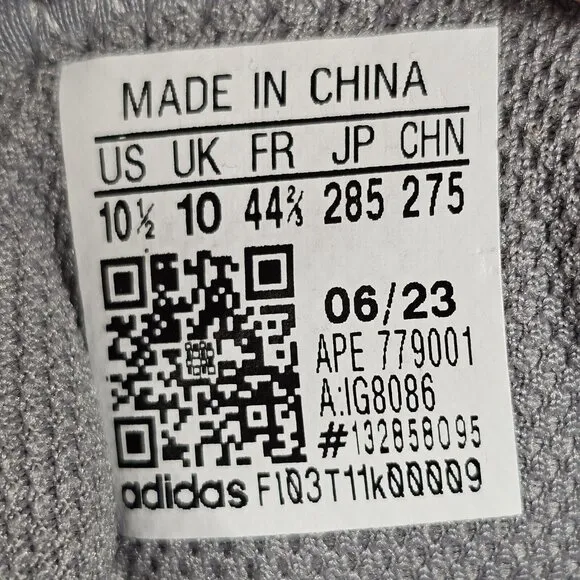 MADE IN CHINA
US UK FR JP CHN
10½ 10 44⅔ 285 275
06/23
APE 779001
A:IG8086
#132858095
adidas FI03T11k00009